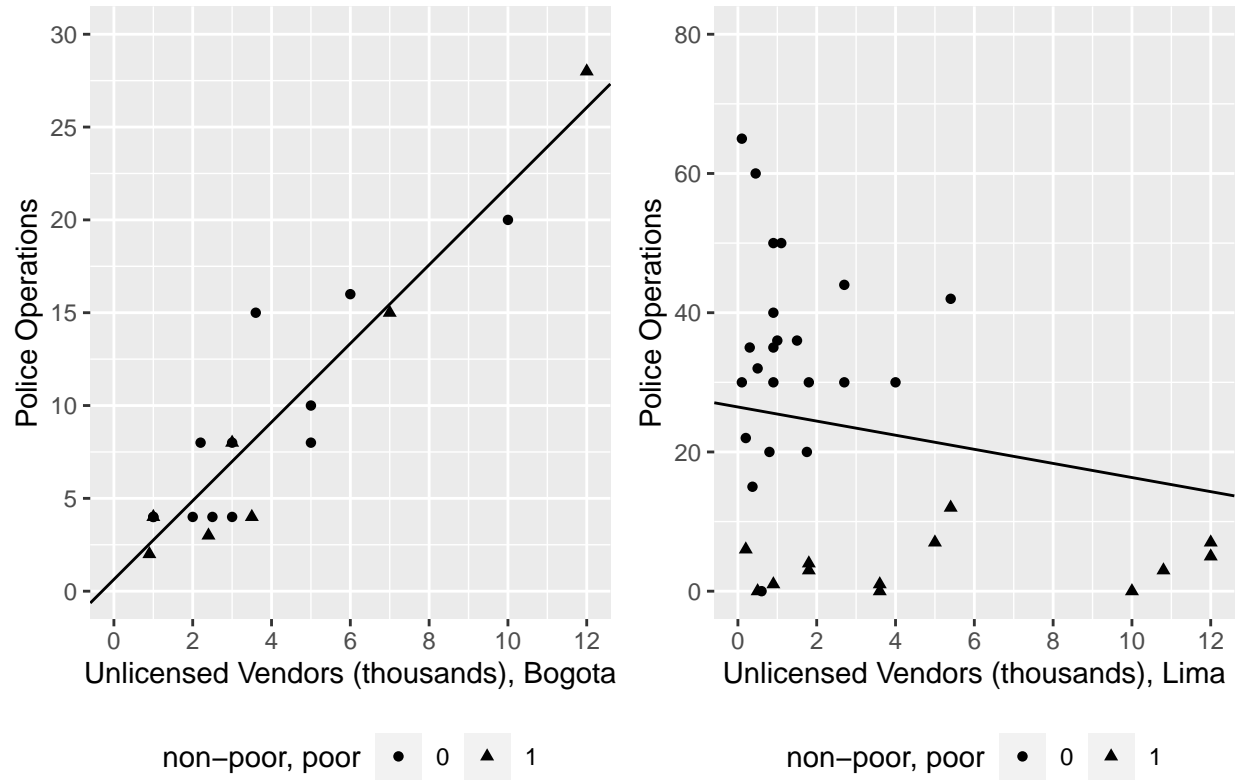 30
25
20
15
10
5
0
Police Operations
0 2 4 6 8 10 12
Unlicensed Vendors (thousands), Bogota
non−poor, poor 0 1
80
60
40
20
0
Police Operations
0 2 4 6 8 10 12
Unlicensed Vendors (thousands), Lima
non−poor, poor 0 1